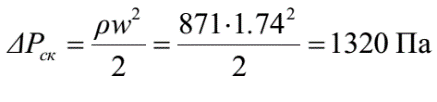 ΔP_ск = ρw²/2 = 871·1.74²/2 = 1320 Па